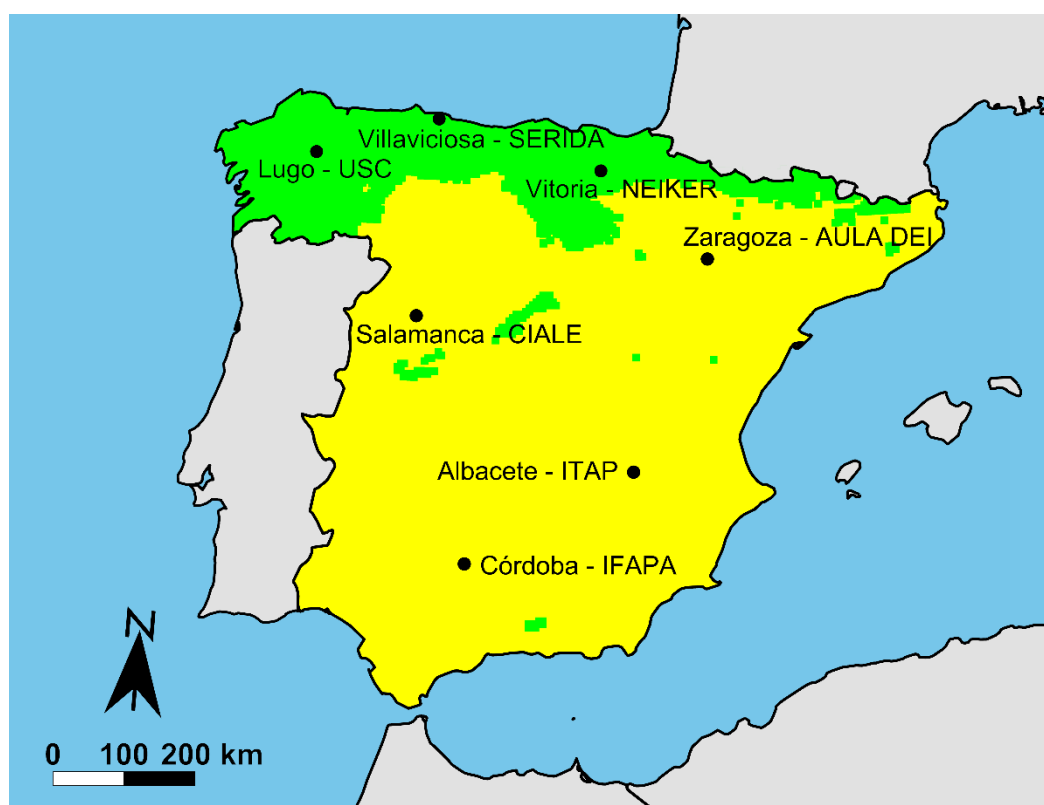 Villaviciosa - SERIDA
Lugo - USC
Vitoria - NEIKER
Zaragoza - AULA DEI
Salamanca - CIALE
Albacete - ITAP
Córdoba - IFAPA
N
0 100 200 km